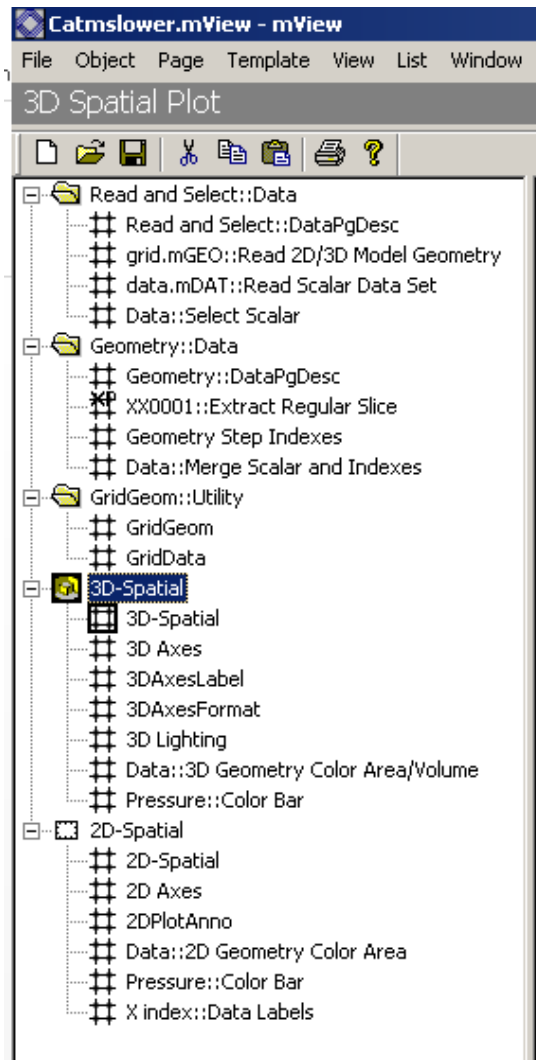 Catmslower.mView - mView
File Object Page Template View List Window
3D Spatial Plot
Read and Select::Data
Read and Select::DataPgDesc
grid.mGEO::Read 2D/3D Model Geometry
data.mDAT::Read Scalar Data Set
Data::Select Scalar
Geometry::Data
Geometry::DataPgDesc
XX0001::Extract Regular Slice
Geometry Step Indexes
Data::Merge Scalar and Indexes
GridGeom::Utility
GridGeom
GridData
3D-Spatial
3D-Spatial
3D Axes
3DAxesLabel
3DAxesFormat
3D Lighting
Data::3D Geometry Color Area/Volume
Pressure::Color Bar
2D-Spatial
2D-Spatial
2D Axes
2DPlotAnno
Data::2D Geometry Color Area
Pressure::Color Bar
X index::Data Labels